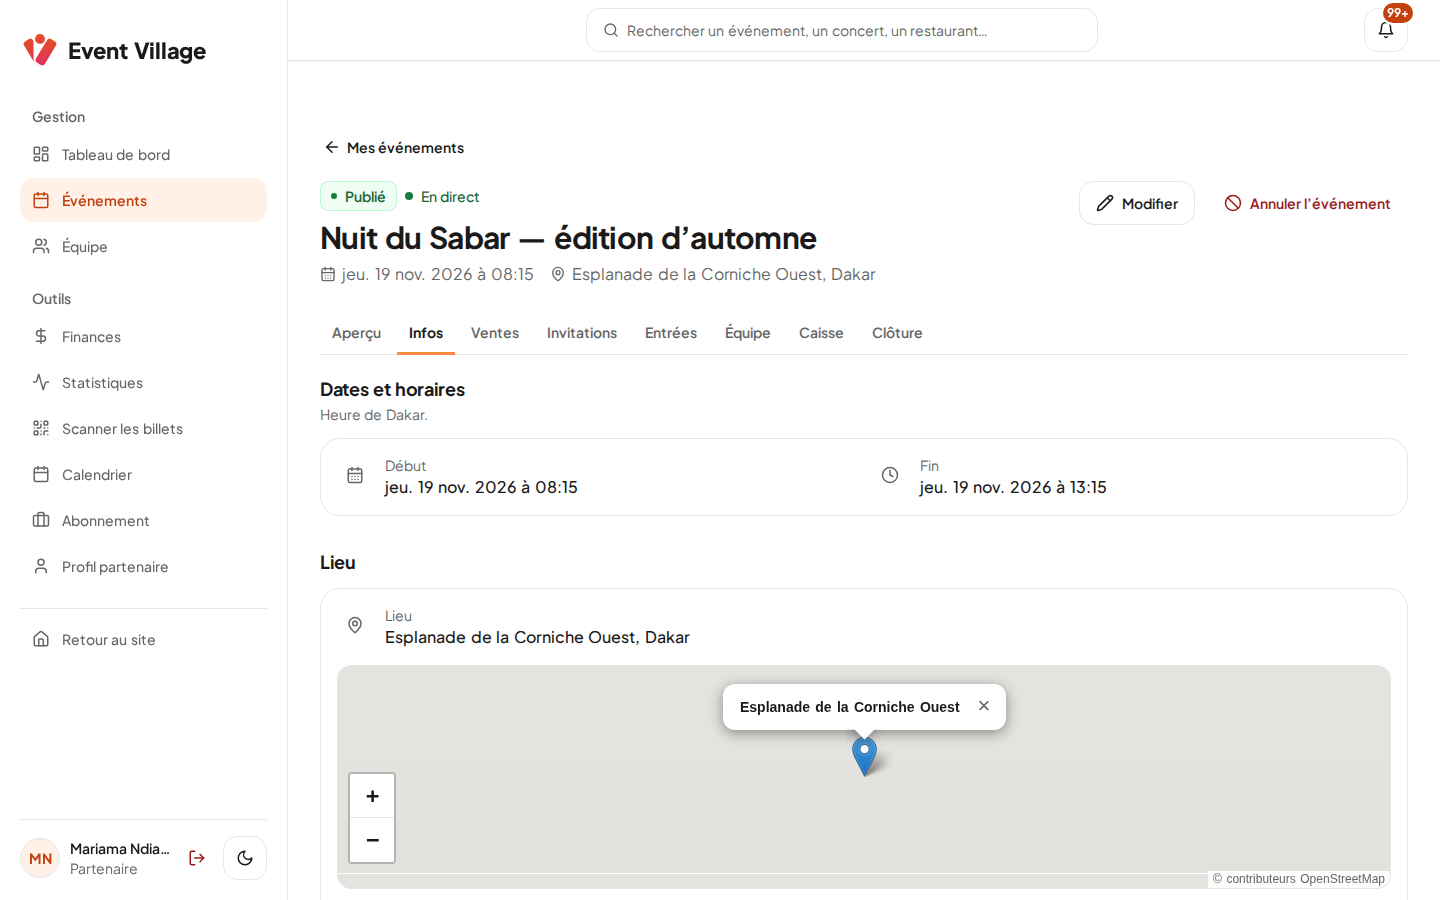 Event Village
Rechercher un événement, un concert, un restaurant…
99+
Gestion
Tableau de bord
Événements
Équipe
Outils
Finances
Statistiques
Scanner les billets
Calendrier
Abonnement
Profil partenaire
Retour au site
MN
Mariama Ndia…
Partenaire
Mes événements
Publié
En direct
Modifier
Annuler l’événement
Nuit du Sabar — édition d’automne
jeu. 19 nov. 2026 à 08:15
Esplanade de la Corniche Ouest, Dakar
Aperçu
Infos
Ventes
Invitations
Entrées
Équipe
Caisse
Clôture
Dates et horaires
Heure de Dakar.
Début
jeu. 19 nov. 2026 à 08:15
Fin
jeu. 19 nov. 2026 à 13:15
Lieu
Lieu
Esplanade de la Corniche Ouest, Dakar
Esplanade de la Corniche Ouest
×
+
−
© contributeurs OpenStreetMap